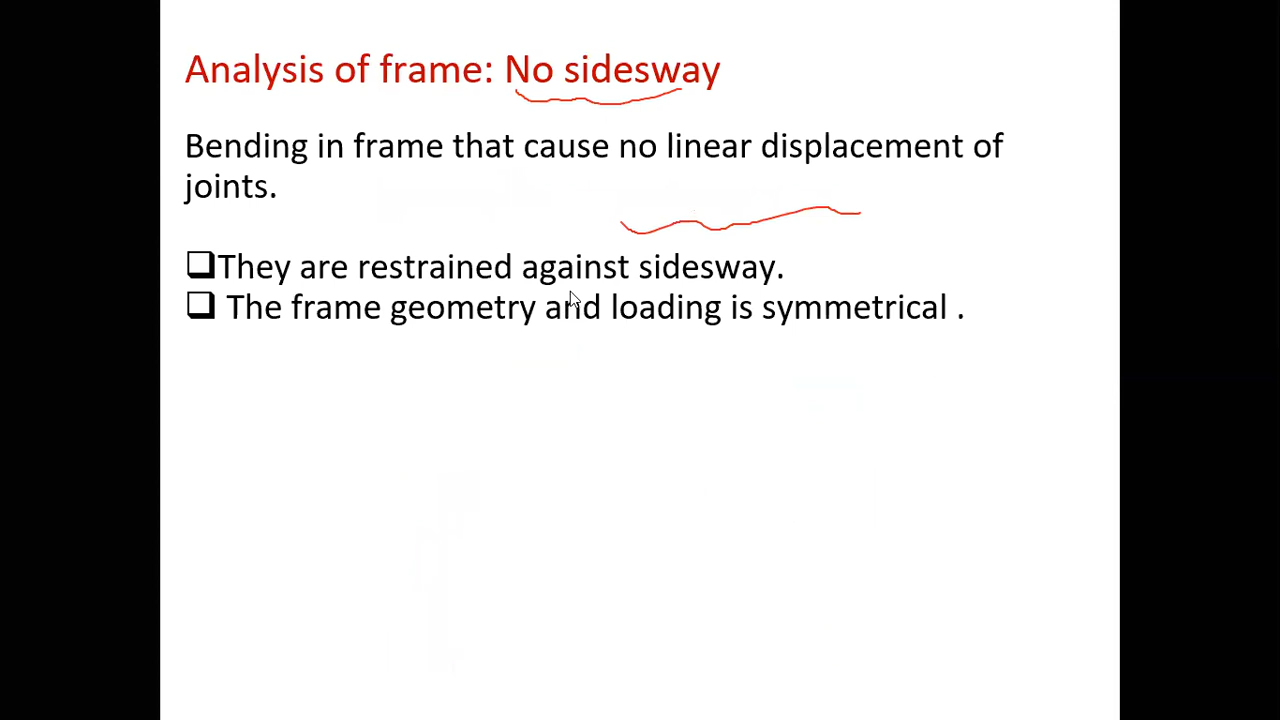 Analysis of frame: No sidesway
Bending in frame that cause no linear displacement of
joints.
❑They are restrained against sidesway.
❑ The frame geometry and loading is symmetrical .